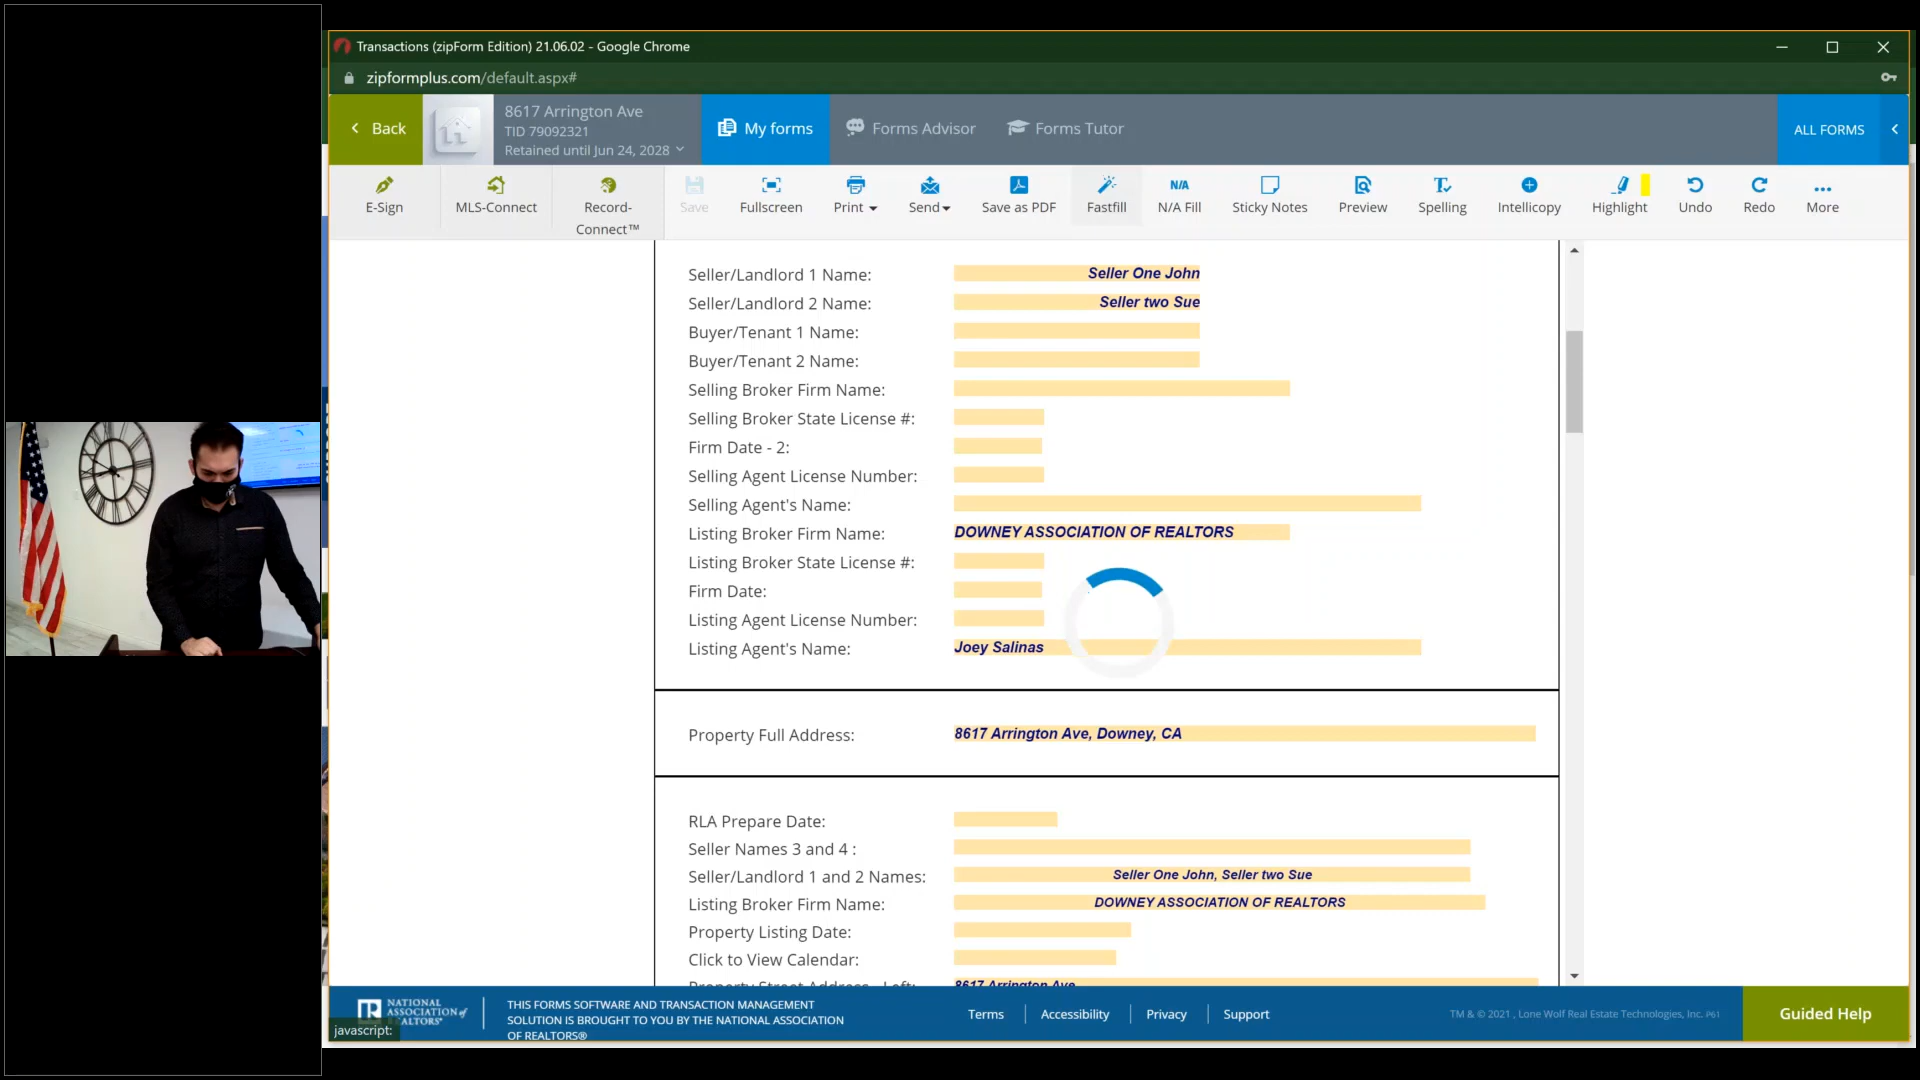 Transactions (zipForm Edition) 21.06.02 - Google Chrome
zipformplus.com/default.aspx#
Back
8617 Arrington Ave
TID 79092321
Retained until Jun 24, 2028
My forms
Forms Advisor
Forms Tutor
ALL FORMS
E-Sign
MLS-Connect
Record-
Connect™
Save
Fullscreen
Print
Send
Save as PDF
Fastfill
N/A
N/A Fill
Sticky Notes
Preview
Spelling
Intellicopy
Highlight
Undo
Redo
More
Seller/Landlord 1 Name: Seller One John
Seller/Landlord 2 Name: Seller two Sue
Buyer/Tenant 1 Name:
Buyer/Tenant 2 Name:
Selling Broker Firm Name:
Selling Broker State License #:
Firm Date - 2:
Selling Agent License Number:
Selling Agent's Name:
Listing Broker Firm Name: DOWNEY ASSOCIATION OF REALTORS
Listing Broker State License #:
Firm Date:
Listing Agent License Number:
Listing Agent's Name: Joey Salinas
Property Full Address: 8617 Arrington Ave, Downey, CA
RLA Prepare Date:
Seller Names 3 and 4 :
Seller/Landlord 1 and 2 Names: Seller One John, Seller two Sue
Listing Broker Firm Name: DOWNEY ASSOCIATION OF REALTORS
Property Listing Date:
Click to View Calendar:
Property Street Address - Left: 8617 Arrington Ave
NATIONAL
ASSOCIATION of
REALTORS®
javascript:
THIS FORMS SOFTWARE AND TRANSACTION MANAGEMENT
SOLUTION IS BROUGHT TO YOU BY THE NATIONAL ASSOCIATION
OF REALTORS®
Terms
Accessibility
Privacy
Support
TM & © 2021 , Lone Wolf Real Estate Technologies, Inc. P61
Guided Help